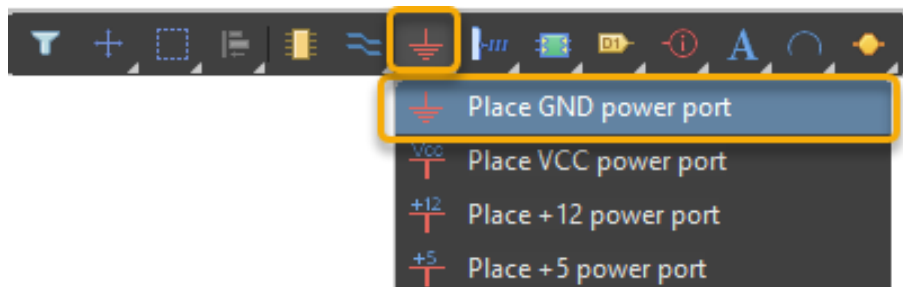 D1 A
Place GND power port
Vcc
Place VCC power port
+12
Place +12 power port
+5
Place +5 power port